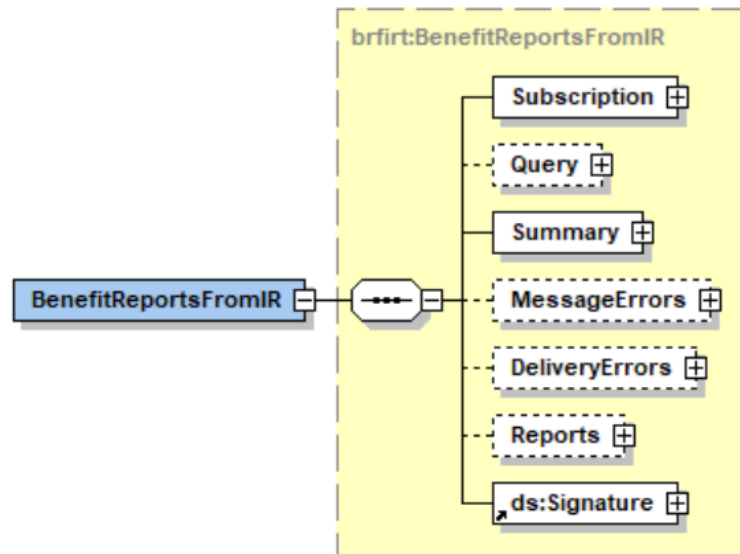 brfirt:BenefitReportsFromIR
Subscription
Query
Summary
BenefitReportsFromIR
MessageErrors
DeliveryErrors
Reports
ds:Signature